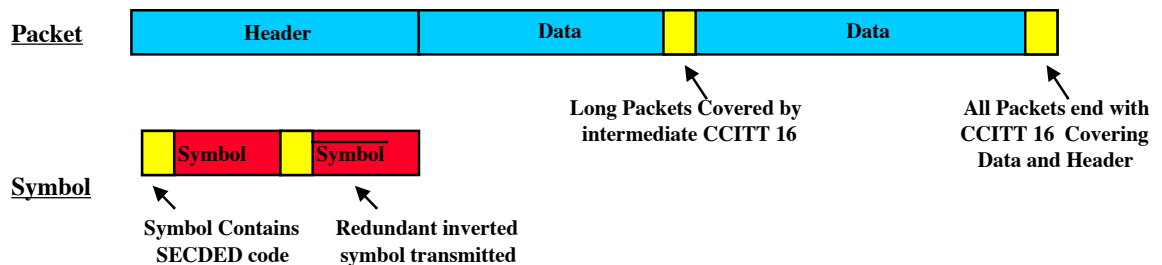 Packet
Header
Data
Data
Long Packets Covered by
intermediate CCITT 16
All Packets end with
CCITT 16 Covering
Data and Header
Symbol
Symbol
Symbol
Symbol Contains
SECDED code
Redundant inverted
symbol transmitted